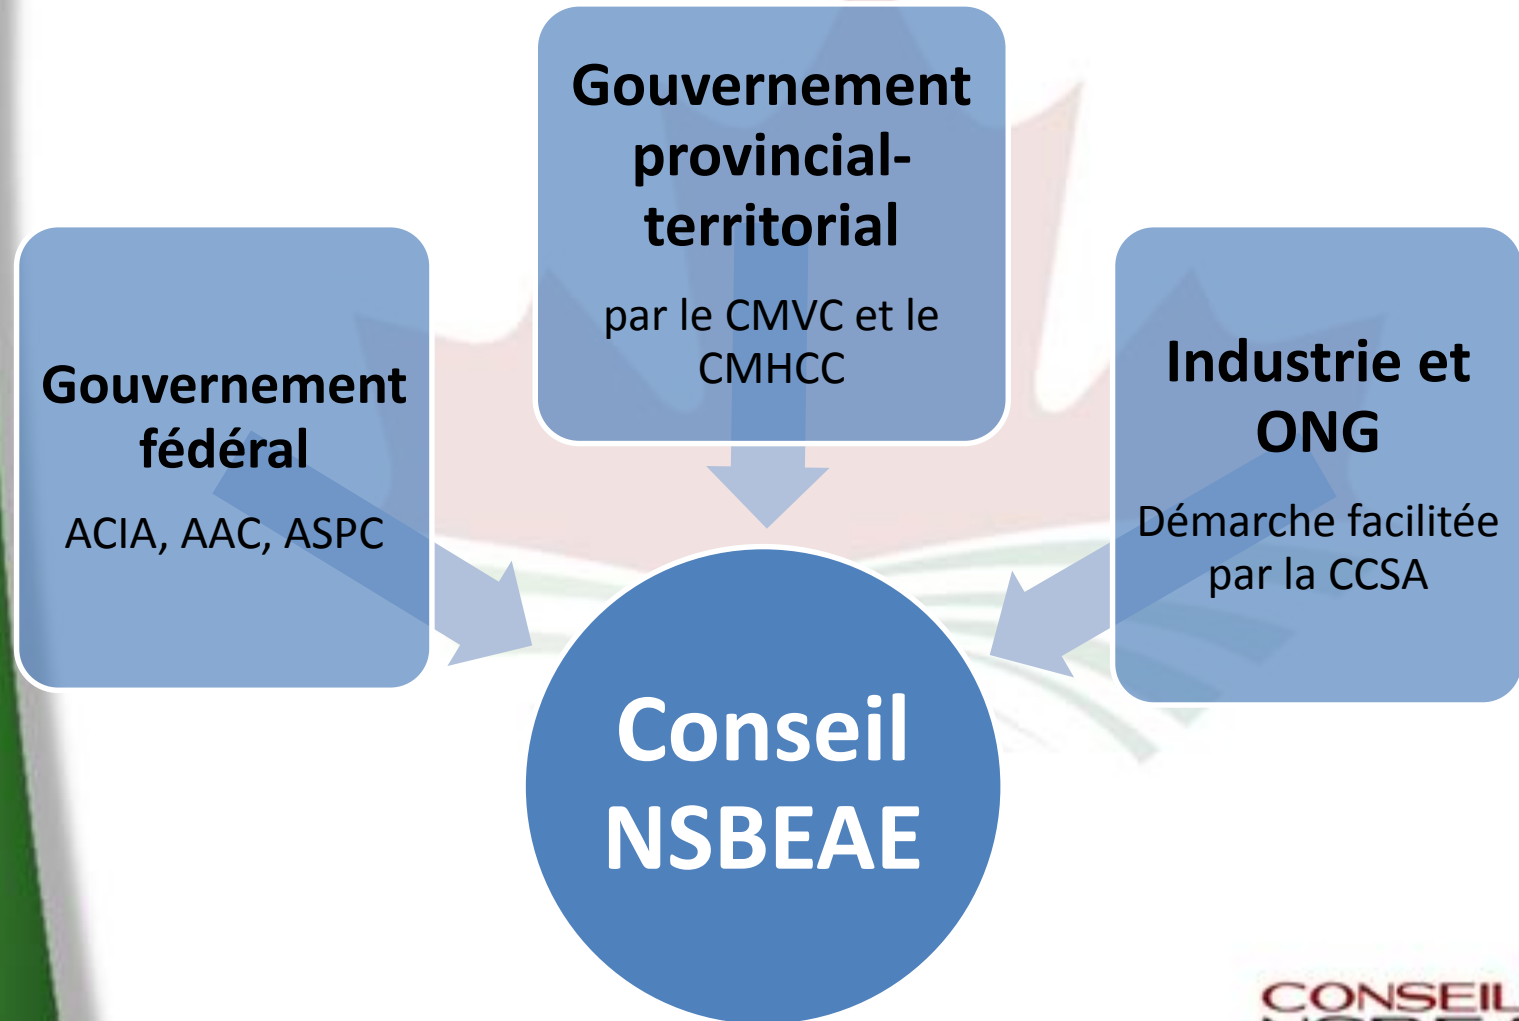 Gouvernement
provincial-
territorial
par le CMVC et le
CMHCC
Gouvernement
fédéral
ACIA, AAC, ASPC
Industrie et
ONG
Démarche facilitée
par la CCSA
Conseil
NSBEAE
CONSEIL